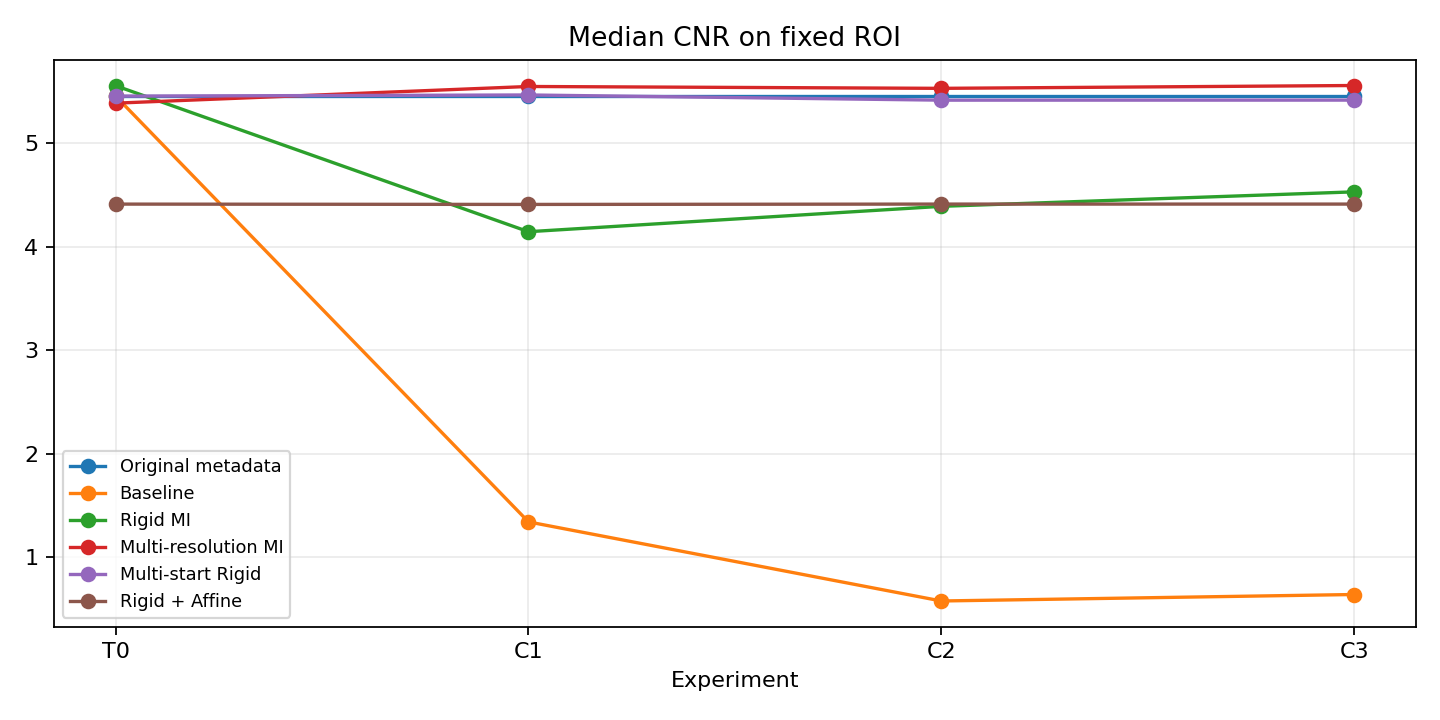 Median CNR on fixed ROI
5
4
3
2
1
Original metadata
Baseline
Rigid MI
Multi-resolution MI
Multi-start Rigid
Rigid + Affine
T0 C1 C2 C3
Experiment